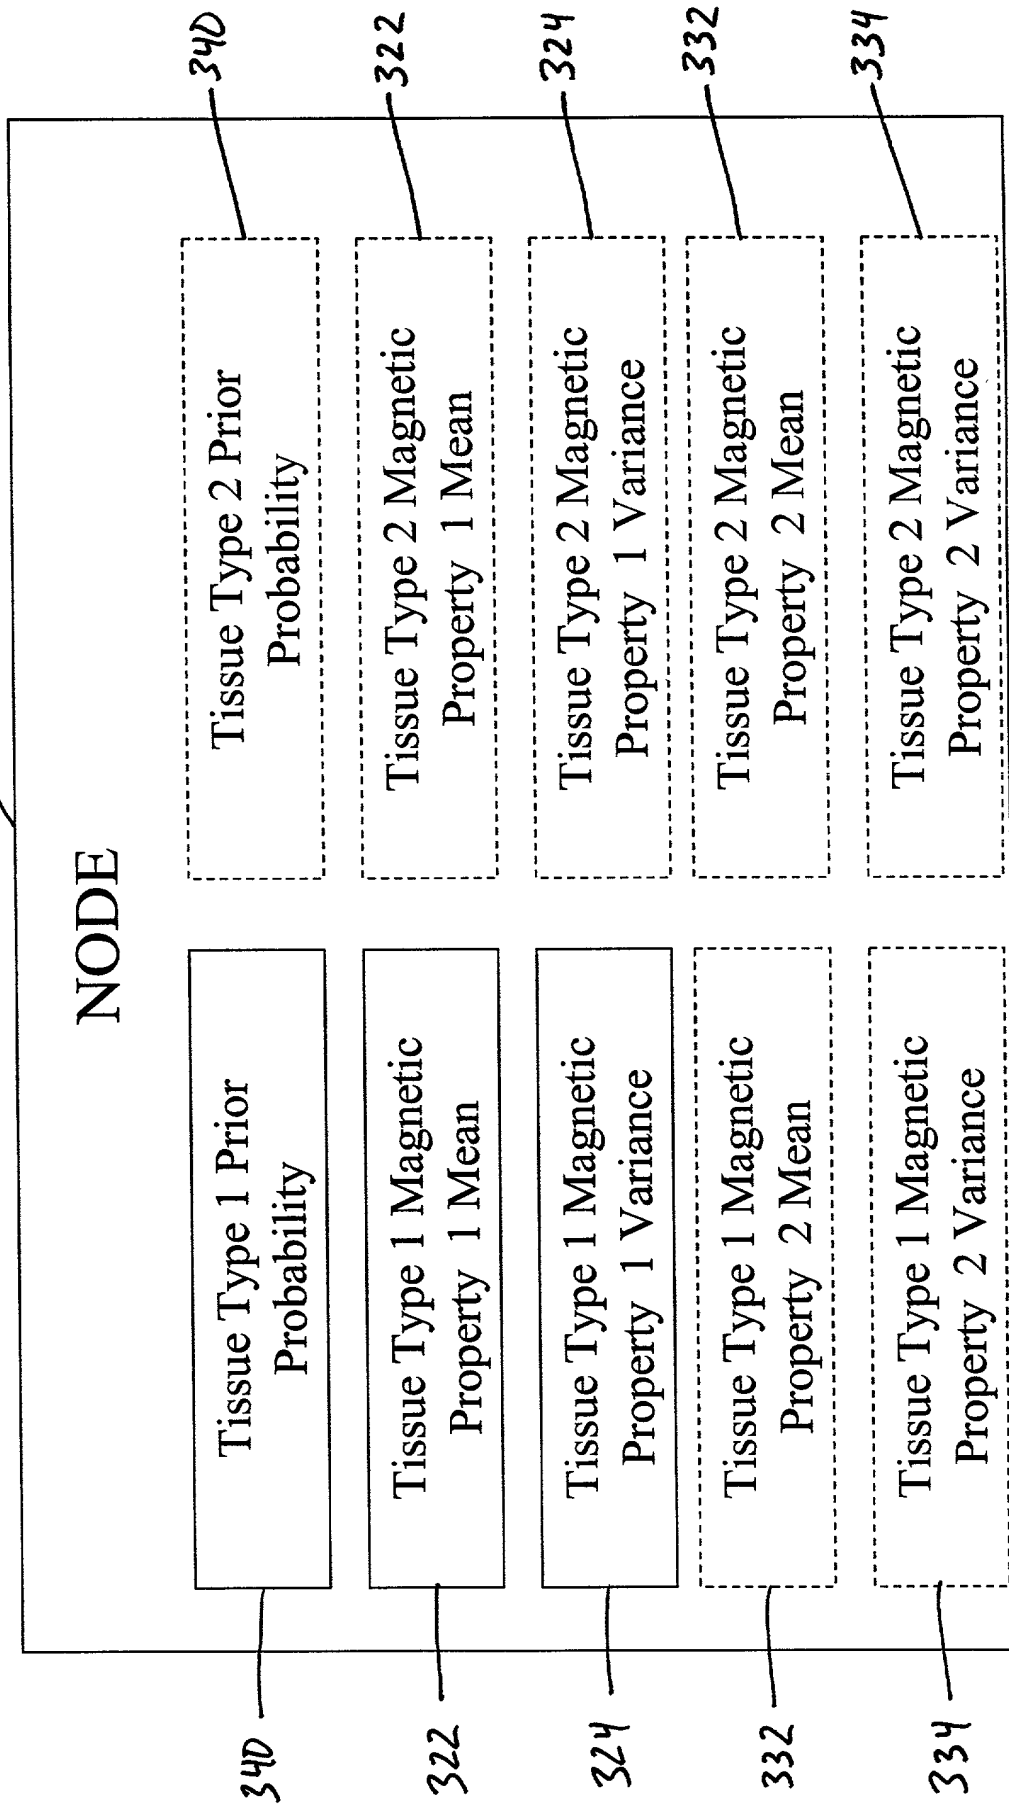 NODE
340
Tissue Type 1 Prior
Probability
Tissue Type 2 Prior
Probability
340
322
Tissue Type 1 Magnetic
Property 1 Mean
Tissue Type 2 Magnetic
Property 1 Mean
322
324
Tissue Type 1 Magnetic
Property 1 Variance
Tissue Type 2 Magnetic
Property 1 Variance
324
332
Tissue Type 1 Magnetic
Property 2 Mean
Tissue Type 2 Magnetic
Property 2 Mean
332
334
Tissue Type 1 Magnetic
Property 2 Variance
Tissue Type 2 Magnetic
Property 2 Variance
334